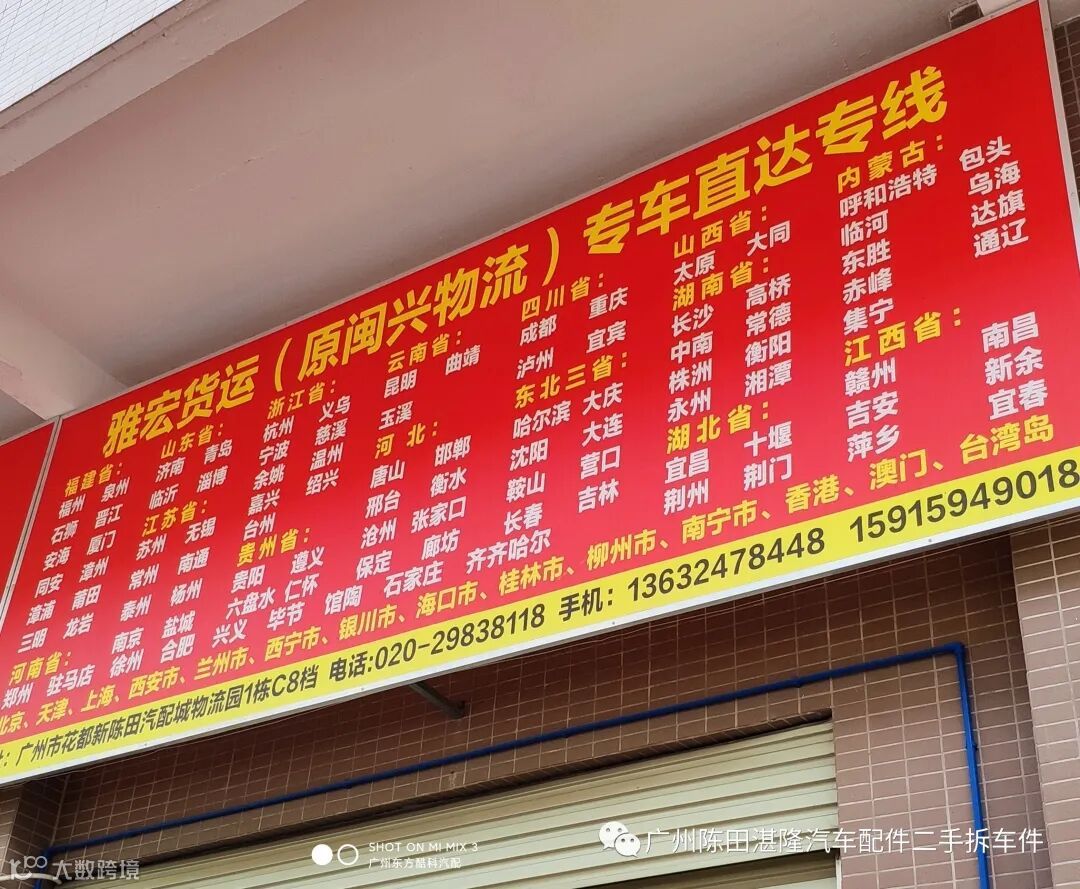 雅宏货运（原闽兴物流）专车直达专线
福建省：
福州 泉州
石狮 晋江
安海 厦门
同安 漳州
漳浦 莆田
三明 龙岩
河南省：
郑州 驻马店
山东省：
济南 青岛
临沂 淄博
江苏省：
苏州 无锡
常州 南通
泰州 杨州
南京 盐城
徐州 合肥
浙江省：
杭州 义乌
宁波 慈溪
余姚 温州
嘉兴 绍兴
台州
贵州省：
贵阳 遵义
六盘水 仁怀
兴义 毕节
云南省：
昆明 曲靖
玉溪
河北：
唐山 邯郸
邢台 衡水
沧州 张家口
保定 廊坊
馆陶 石家庄
四川省：
成都 重庆
泸州 宜宾
东北三省：
哈尔滨 大庆
沈阳 大连
鞍山 营口
长春 吉林
齐齐哈尔
山西省：
太原 大同
湖南省：
长沙 高桥
中南 常德
株洲 衡阳
永州 湘潭
湖北省：
宜昌 十堰
荆州 荆门
内蒙古：
呼和浩特 包头
临河 乌海
东胜 达旗
赤峰 通辽
集宁
江西省：
赣州 南昌
吉安 新余
萍乡 宜春
北京、天津、上海、西安市、兰州市、西宁市、银川市、海口市、桂林市、柳州市、南宁市、香港、澳门、台湾岛
：广州市花都新陈田汽配城物流园1栋C8档 电话:020-29838118 手机：13632478448 15915949018
SHOT ON MI MIX 3
广州东方酷科汽配
广州陈田湛隆汽车配件二手拆车件
大数跨境